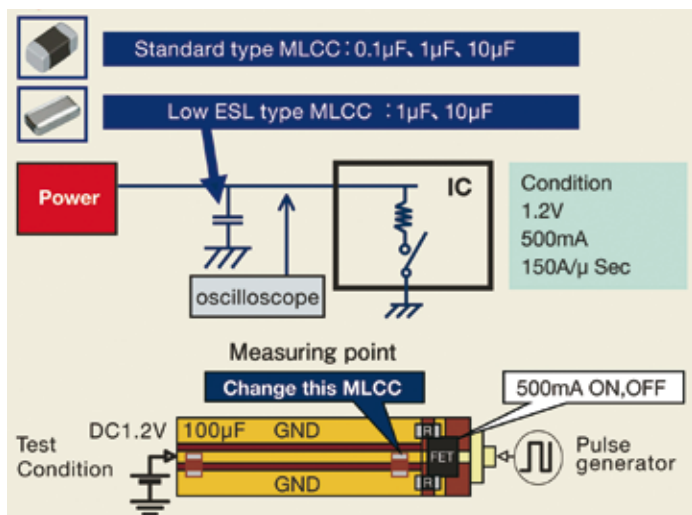 Standard type MLCC：0.1µF、1µF、10µF
Low ESL type MLCC ：1µF、10µF
Power
IC
Condition
1.2V
500mA
150A/µ Sec
oscilloscope
Measuring point
Change this MLCC
500mA ON,OFF
DC1.2V
100µF
GND
R
Test
Condition
FET
Pulse
generator
GND
R